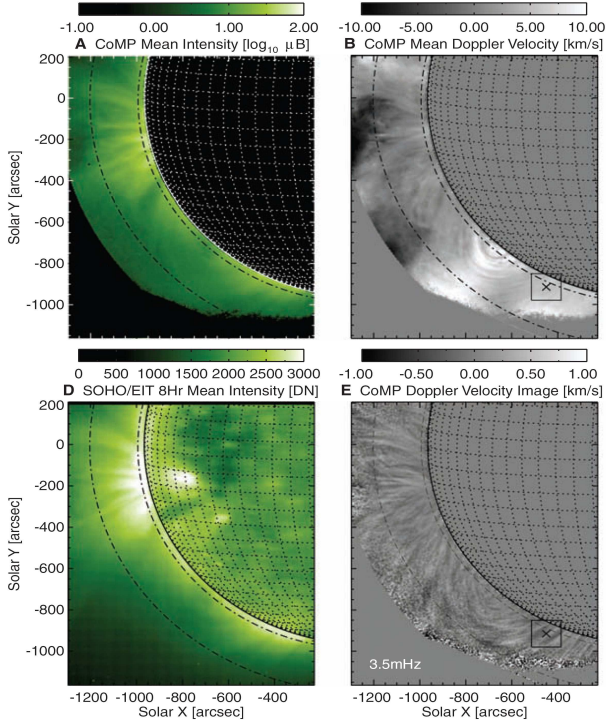 -1.00 0.00 1.00 2.00
A CoMP Mean Intensity [log10 μB]
-10.00 -5.00 0.00 5.00 10.00
B CoMP Mean Doppler Velocity [km/s]
200
0
-200
-400
-600
-800
-1000
Solar Y [arcsec]
0 500 1000 1500 2000 2500 3000
D SOHO/EIT 8Hr Mean Intensity [DN]
-1.00 -0.50 0.00 0.50 1.00
E CoMP Doppler Velocity Image [km/s]
200
0
-200
-400
-600
-800
-1000
Solar Y [arcsec]
3.5mHz
-1200 -1000 -800 -600 -400
Solar X [arcsec]
-1200 -1000 -800 -600 -400
Solar X [arcsec]